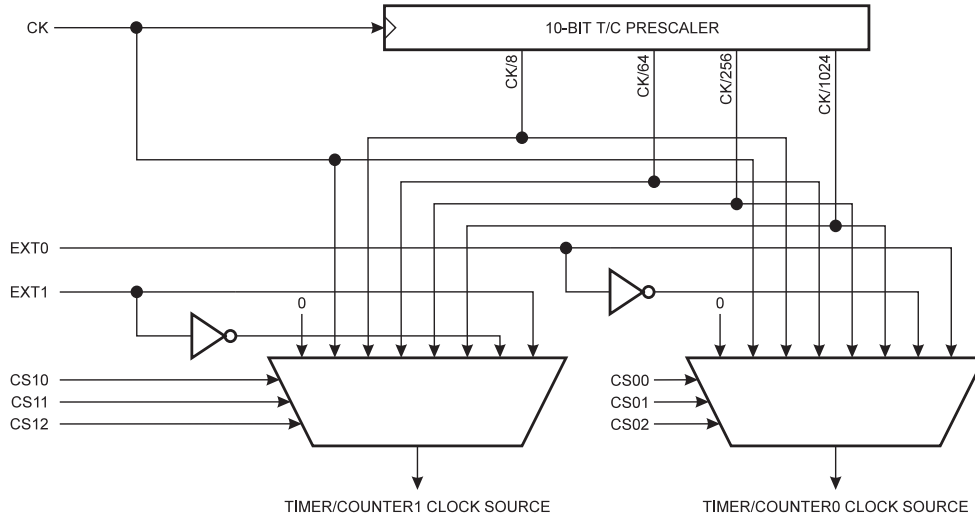 CK
10-BIT T/C PRESCALER
CK/8
CK/64
CK/256
CK/1024
EXT0
EXT1
0
0
CS10
CS11
CS12
CS00
CS01
CS02
TIMER/COUNTER1 CLOCK SOURCE
TIMER/COUNTER0 CLOCK SOURCE